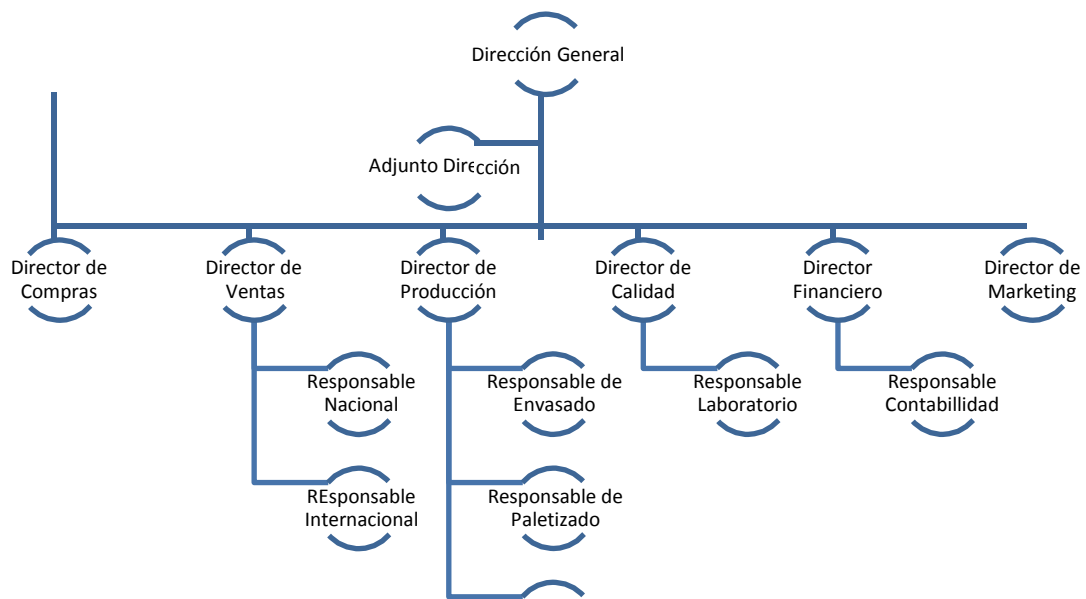 Dirección General
Adjunto Dirección
Director de
Compras
Director de
Ventas
Director de
Producción
Director de
Calidad
Director
Financiero
Director de
Marketing
Responsable
Nacional
Responsable de
Envasado
Responsable
Laboratorio
Responsable
Contabillidad
REsponsable
Internacional
Responsable de
Paletizado